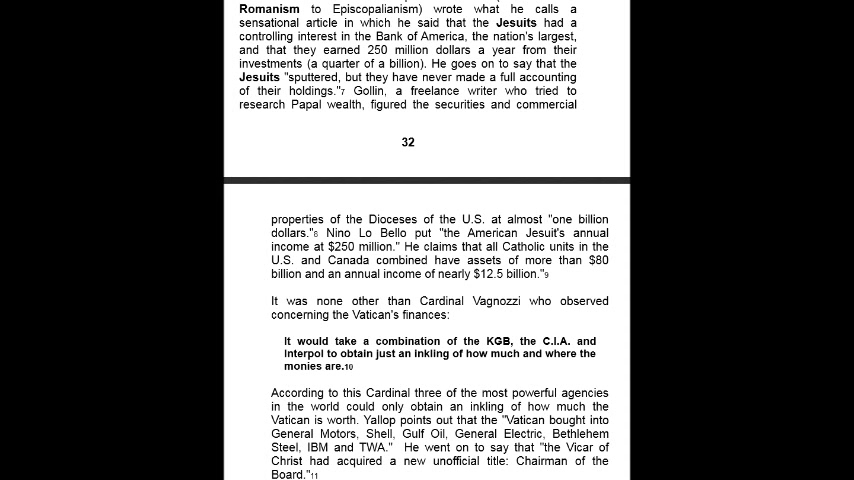 Romanism to Episcopalianism) wrote what he calls a
sensational article in which he said that the Jesuits had a
controlling interest in the Bank of America, the nation's largest,
and that they earned 250 million dollars a year from their
investments (a quarter of a billion). He goes on to say that the
Jesuits "sputtered, but they have never made a full accounting
of their holdings."7 Gollin, a freelance writer who tried to
research Papal wealth, figured the securities and commercial
32
properties of the Dioceses of the U.S. at almost "one billion
dollars."8 Nino Lo Bello put "the American Jesuit's annual
income at $250 million." He claims that all Catholic units in the
U.S. and Canada combined have assets of more than $80
billion and an annual income of nearly $12.5 billion."9
It was none other than Cardinal Vagnozzi who observed
concerning the Vatican's finances:
It would take a combination of the KGB, the C.I.A. and
Interpol to obtain just an inkling of how much and where the
monies are.10
According to this Cardinal three of the most powerful agencies
in the world could only obtain an inkling of how much the
Vatican is worth. Yallop points out that the "Vatican bought into
General Motors, Shell, Gulf Oil, General Electric, Bethlehem
Steel, IBM and TWA." He went on to say that "the Vicar of
Christ had acquired a new unofficial title: Chairman of the
Board."11